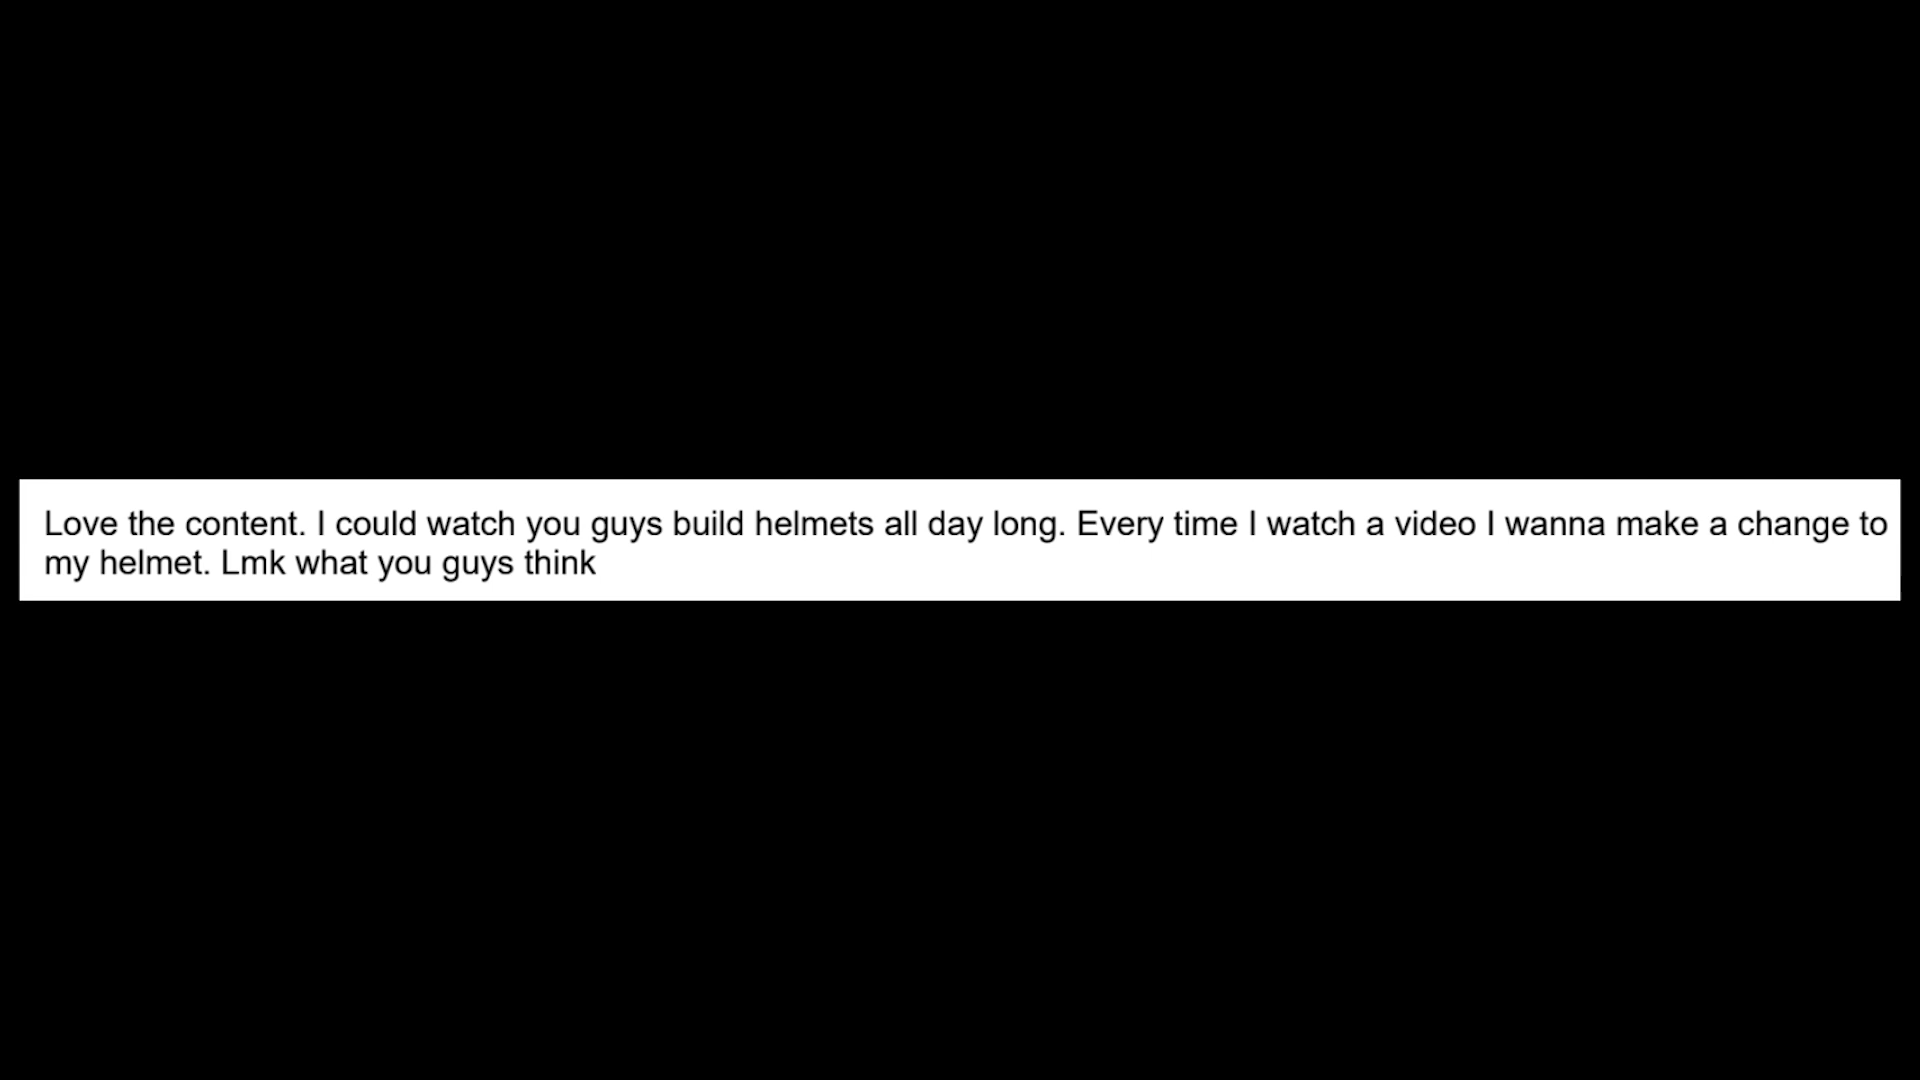 Love the content. I could watch you guys build helmets all day long. Every time I watch a video I wanna make a change to
my helmet. Lmk what you guys think